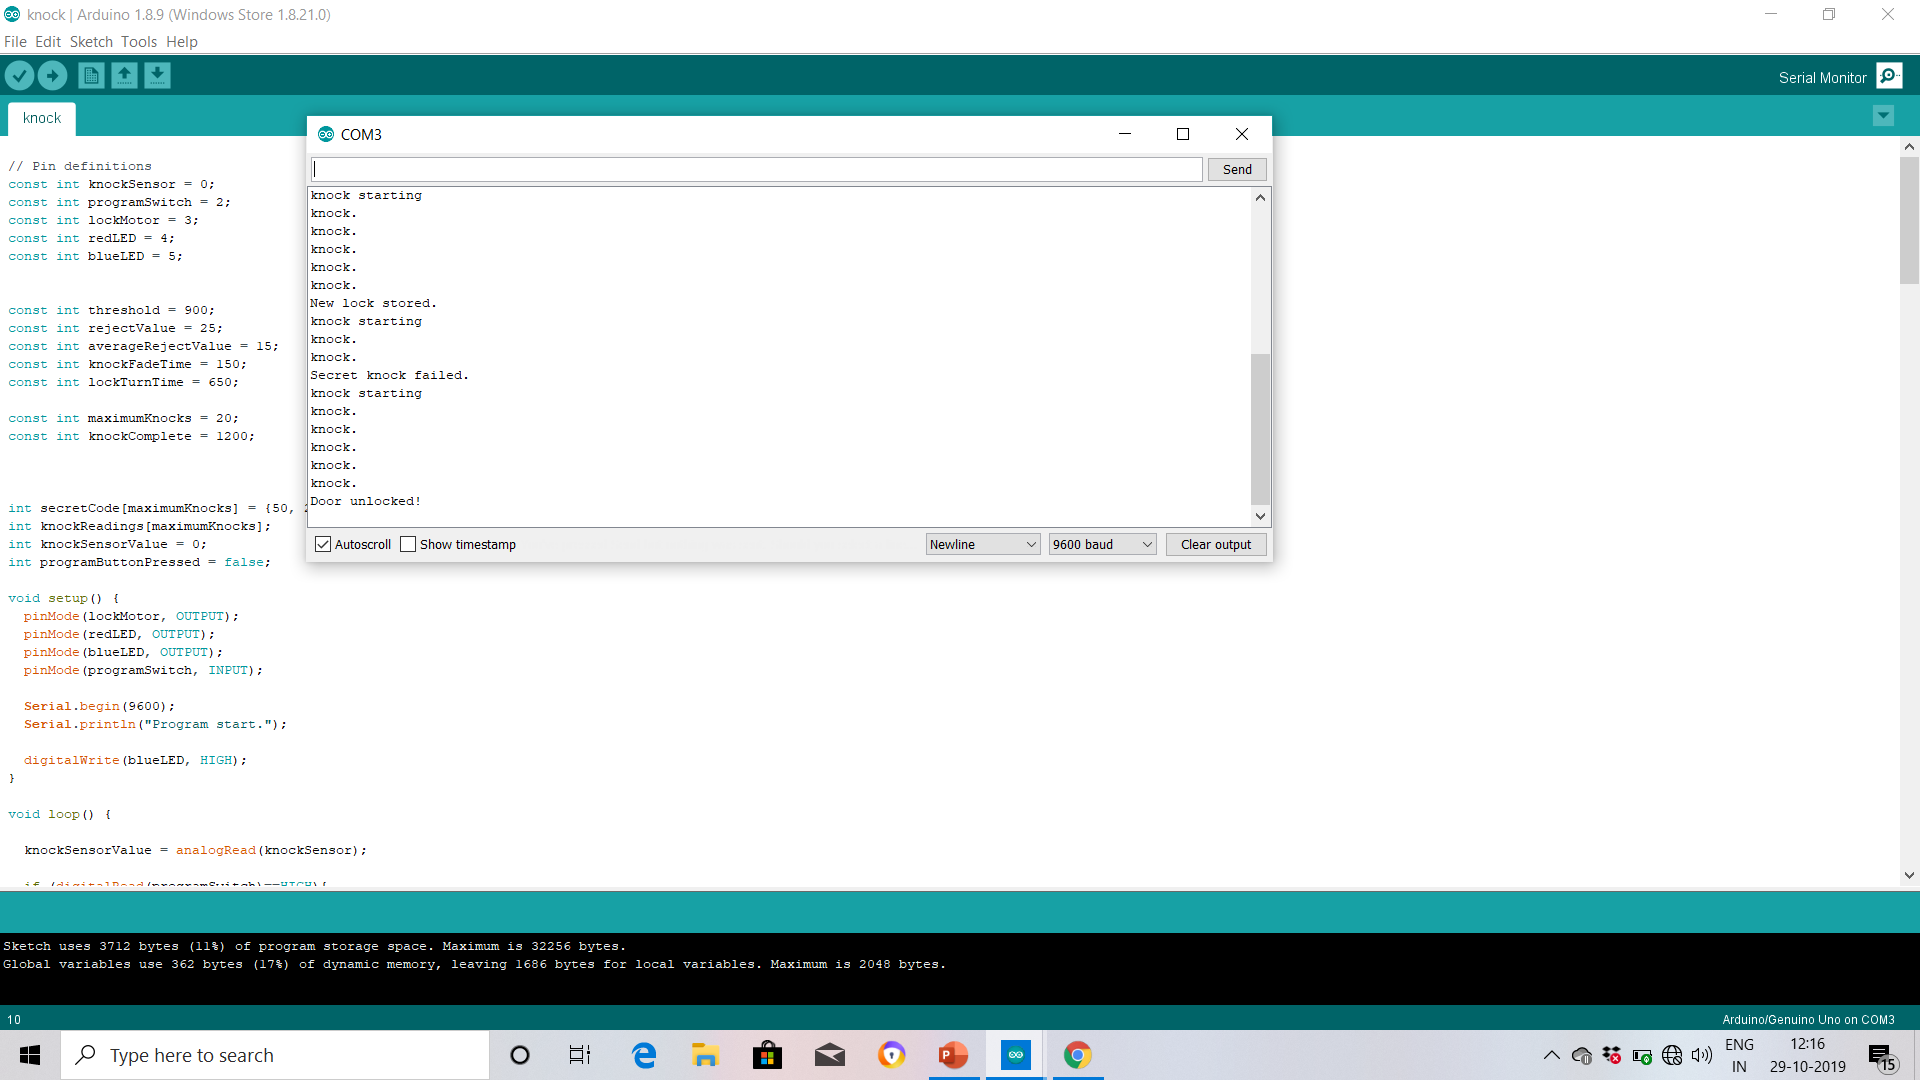 knock | Arduino 1.8.9 (Windows Store 1.8.21.0)
File Edit Sketch Tools Help
Serial Monitor
knock
// Pin definitions
const int knockSensor = 0;
const int programSwitch = 2;
const int lockMotor = 3;
const int redLED = 4;
const int blueLED = 5;
const int threshold = 900;
const int rejectValue = 25;
const int averageRejectValue = 15;
const int knockFadeTime = 150;
const int lockTurnTime = 650;
const int maximumKnocks = 20;
const int knockComplete = 1200;
int secretCode[maximumKnocks] = {50,
int knockReadings[maximumKnocks];
int knockSensorValue = 0;
int programButtonPressed = false;
void setup() {
pinMode(lockMotor, OUTPUT);
pinMode(redLED, OUTPUT);
pinMode(blueLED, OUTPUT);
pinMode(programSwitch, INPUT);
Serial.begin(9600);
Serial.println("Program start.");
digitalWrite(blueLED, HIGH);
}
void loop() {
knockSensorValue = analogRead(knockSensor);
if (digitalRead(programSwitch)==HIGH){
COM3
Send
knock starting
knock.
knock.
knock.
knock.
knock.
New lock stored.
knock starting
knock.
knock.
Secret knock failed.
knock starting
knock.
knock.
knock.
knock.
knock.
Door unlocked!
Autoscroll Show timestamp Newline 9600 baud Clear output
Sketch uses 3712 bytes (11%) of program storage space. Maximum is 32256 bytes.
Global variables use 362 bytes (17%) of dynamic memory, leaving 1686 bytes for local variables. Maximum is 2048 bytes.
10 Arduino/Genuino Uno on COM3
Type here to search
ENG
IN
12:16
29-10-2019
15